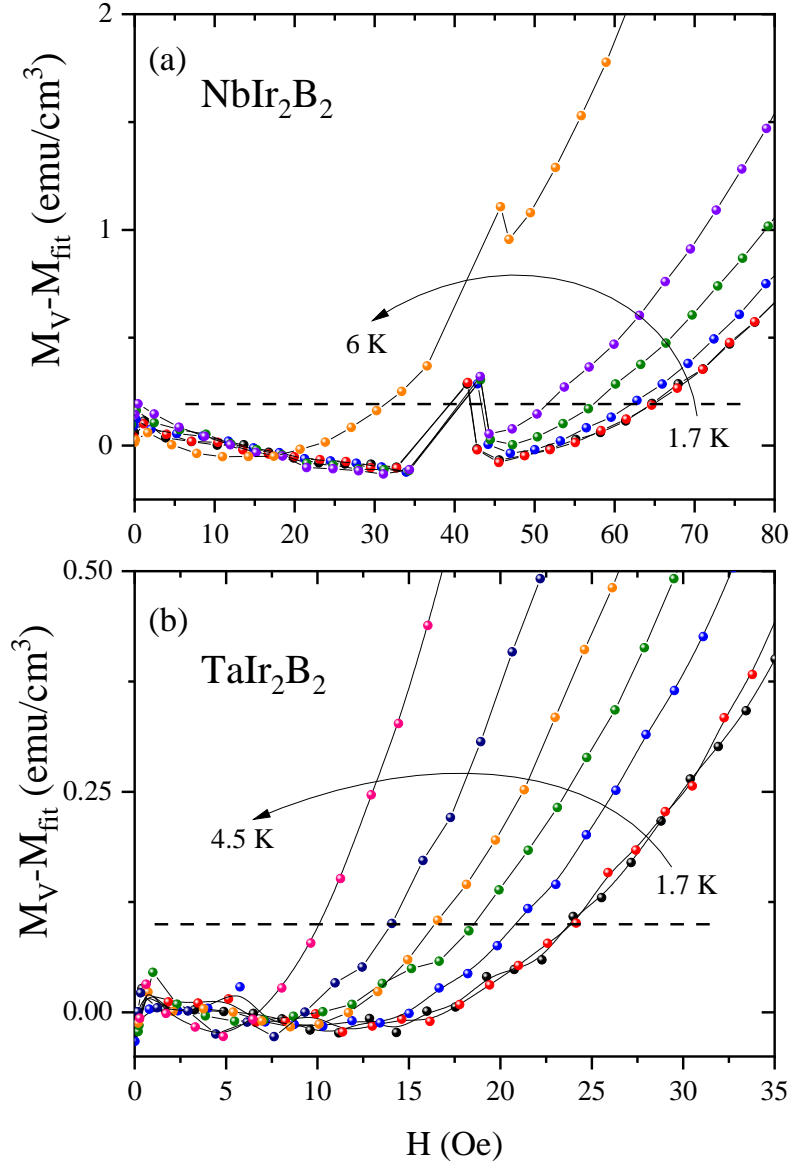 (a)
NbIr₂B₂
M_V-M_fit (emu/cm³)
2
1
0
6 K
1.7 K
0 10 20 30 40 50 60 70 80
(b)
TaIr₂B₂
M_V-M_fit (emu/cm³)
0.50
0.25
0.00
4.5 K
1.7 K
0 5 10 15 20 25 30 35
H (Oe)